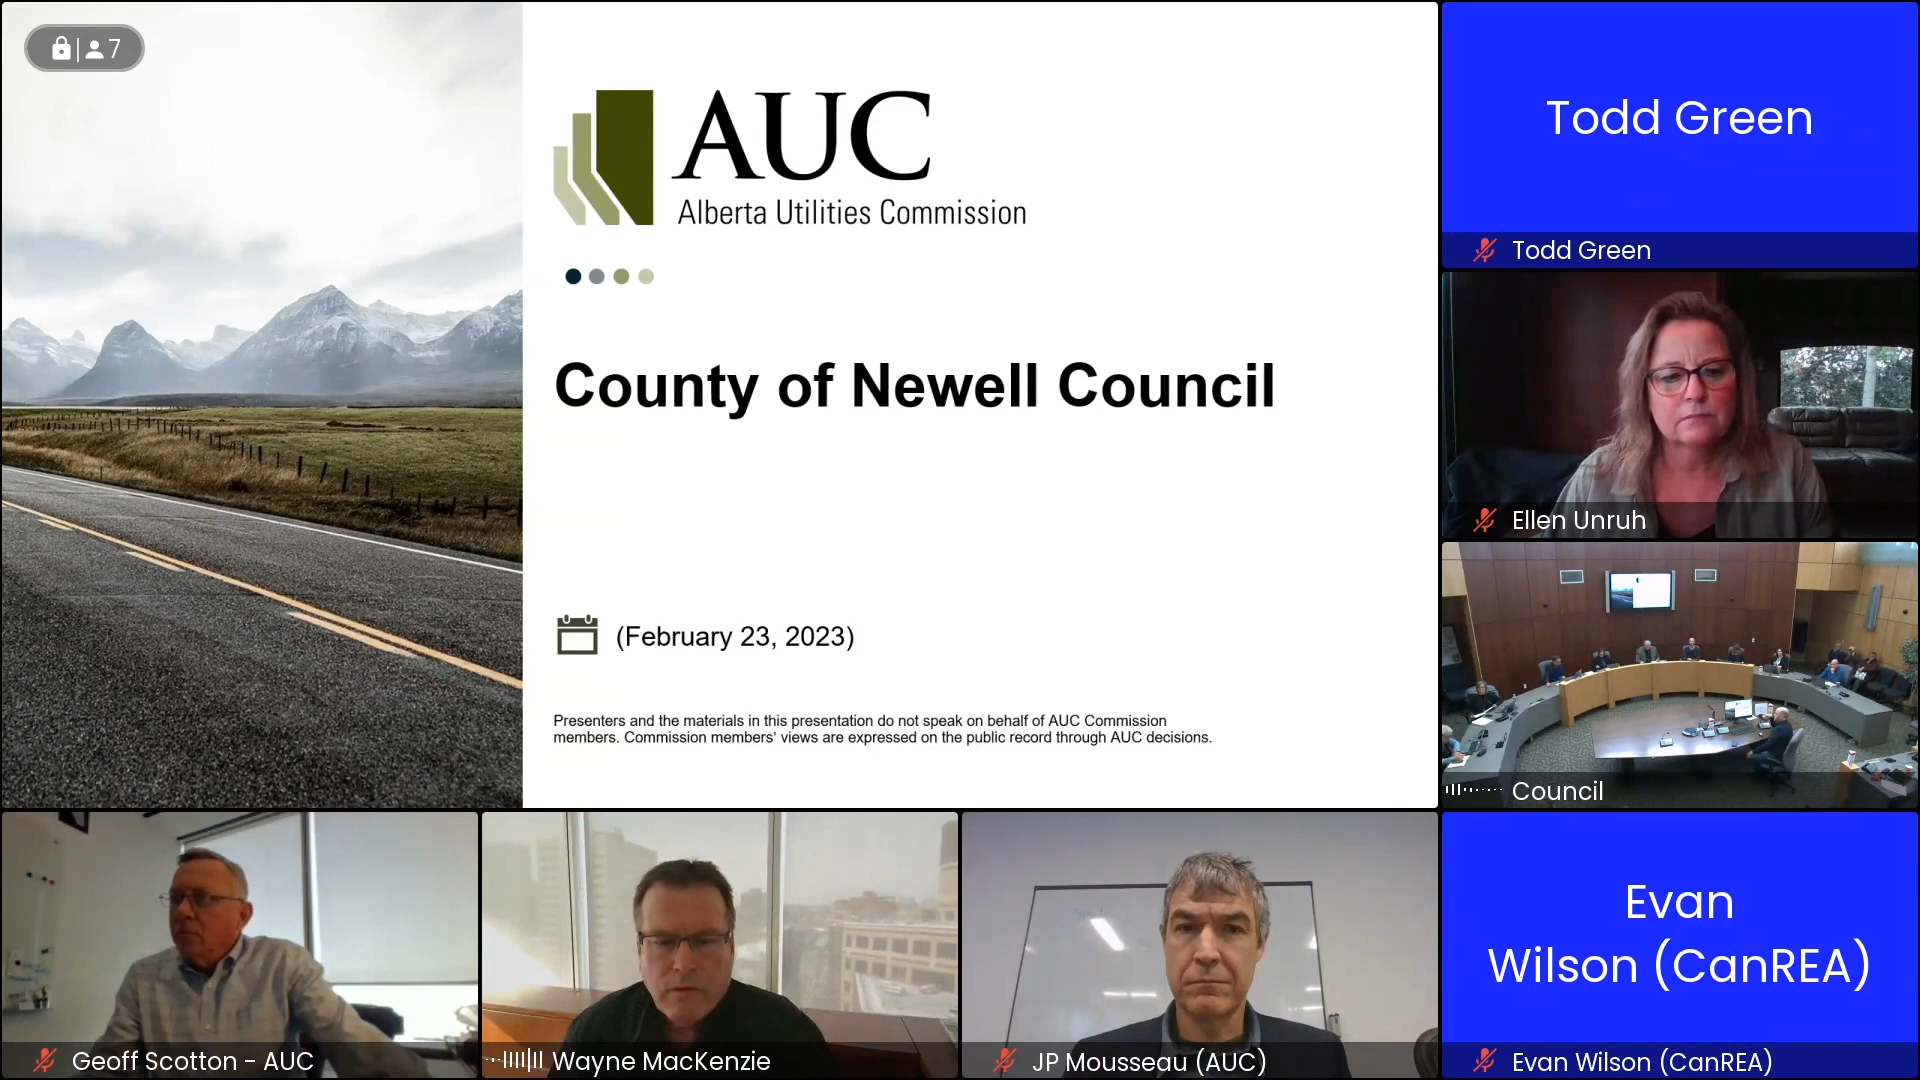 7
AUC
Alberta Utilities Commission
County of Newell Council
(February 23, 2023)
Presenters and the materials in this presentation do not speak on behalf of AUC Commission
members. Commission members' views are expressed on the public record through AUC decisions.
Todd Green
Todd Green
Ellen Unruh
Council
Geoff Scotton - AUC
Wayne MacKenzie
JP Mousseau (AUC)
Evan
Wilson (CanREA)
Evan Wilson (CanREA)